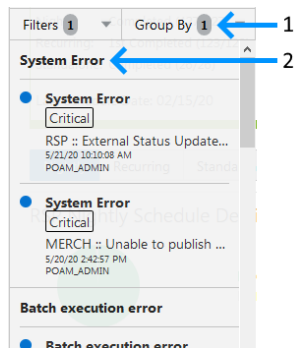 Filters 1 Group By 1 1
System Error 2
System Error
Critical
RSP :: External Status Update...
5/21/20 10:10:08 AM
POAM_ADMIN
System Error
Critical
MERCH :: Unable to publish ...
5/20/20 2:42:57 PM
POAM_ADMIN
Batch execution error
Batch execution error